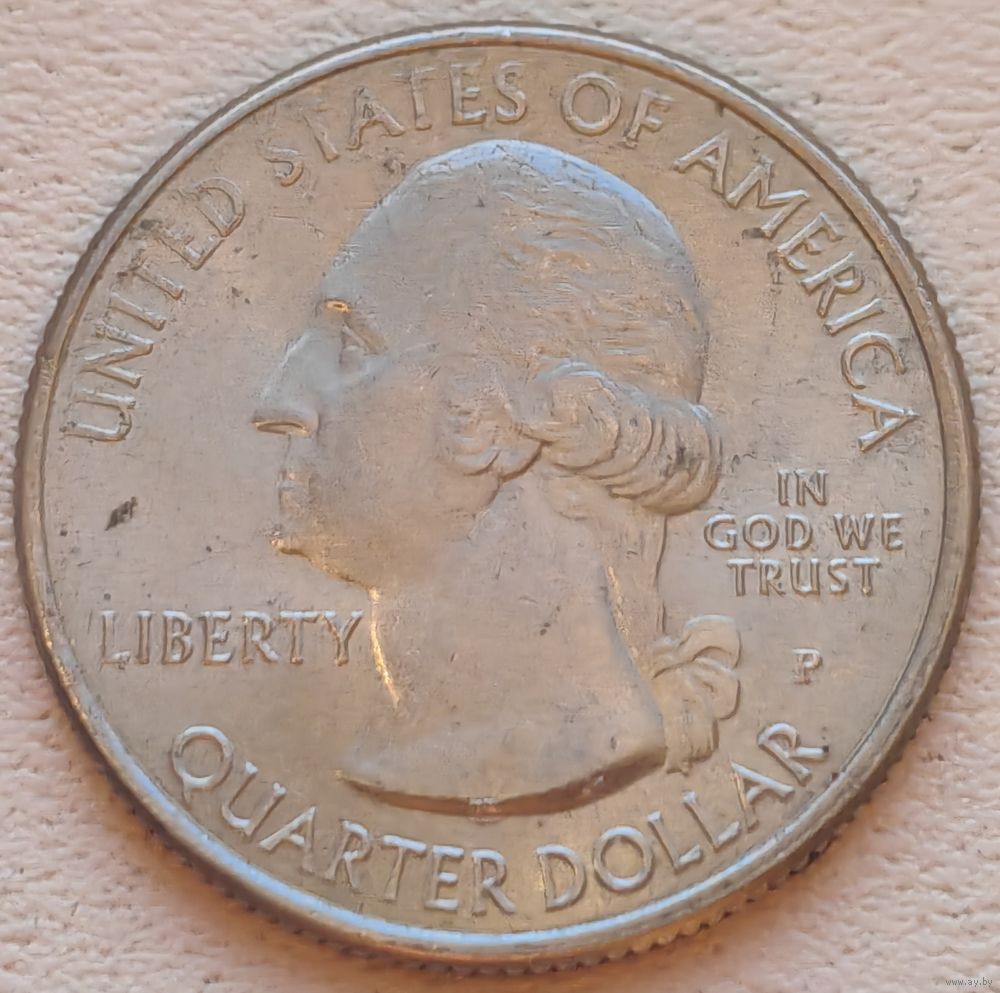 UNITED STATES OF AMERICA
LIBERTY
IN
GOD WE
TRUST
P
QUARTER DOLLAR
www.ay.by